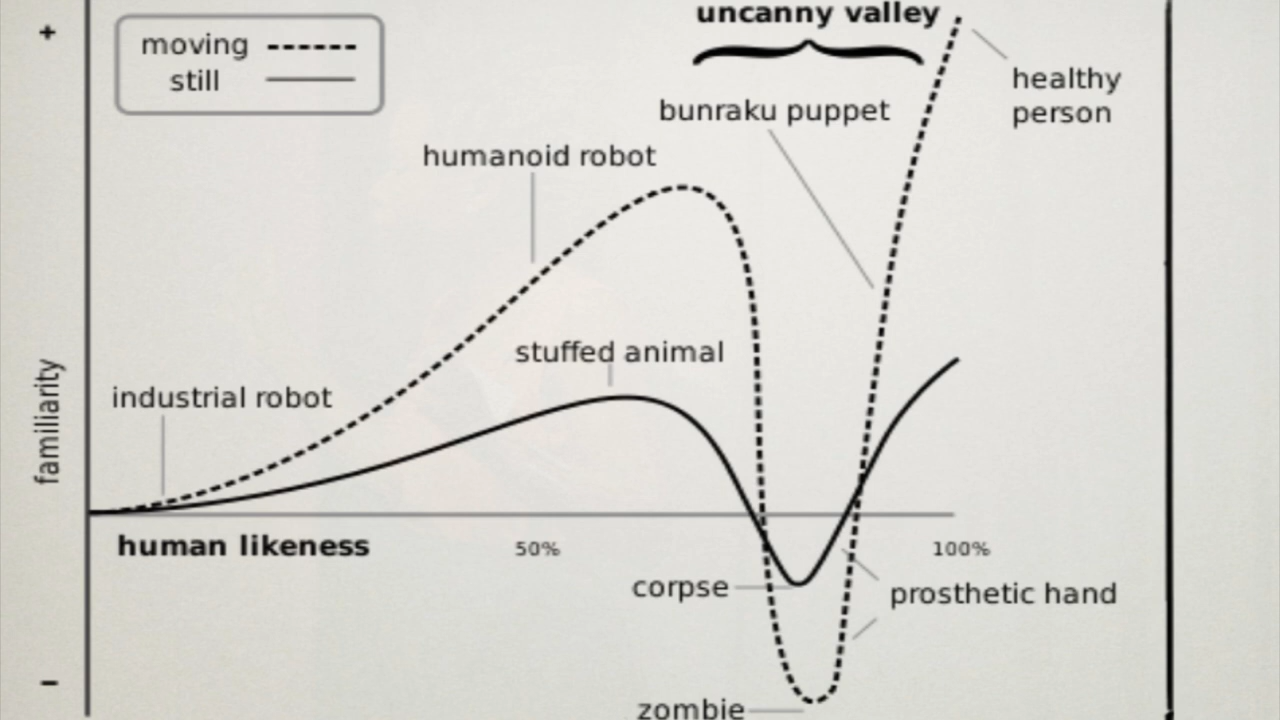 +
moving
still
uncanny valley
healthy
person
bunraku puppet
humanoid robot
stuffed animal
industrial robot
familiarity
human likeness
50%
100%
corpse
prosthetic hand
–
zombie